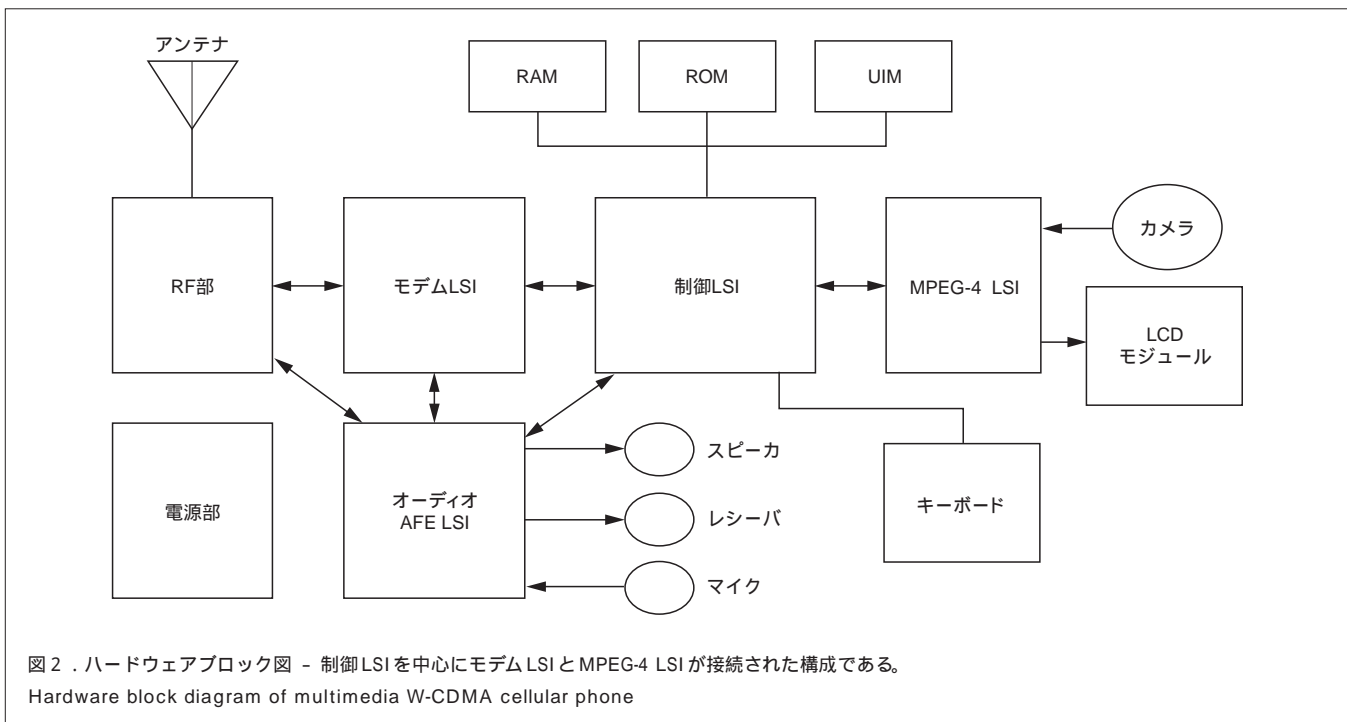 アンテナ
RAM
ROM
UIM
RF部
モデムLSI
制御LSI
MPEG-4 LSI
カメラ
LCD
モジュール
電源部
オーディオ
AFE LSI
スピーカ
レシーバ
マイク
キーボード
図2.ハードウェアブロック図 - 制御LSIを中心にモデムLSIとMPEG-4 LSIが接続された構成である。
Hardware block diagram of multimedia W-CDMA cellular phone